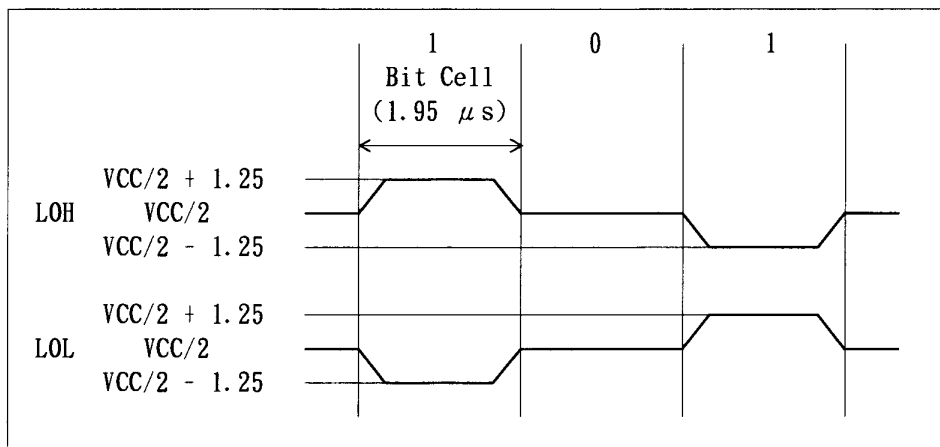 1 0 1
Bit Cell
(1.95 μs)
VCC/2 + 1.25
LOH VCC/2
VCC/2 - 1.25
VCC/2 + 1.25
LOL VCC/2
VCC/2 - 1.25